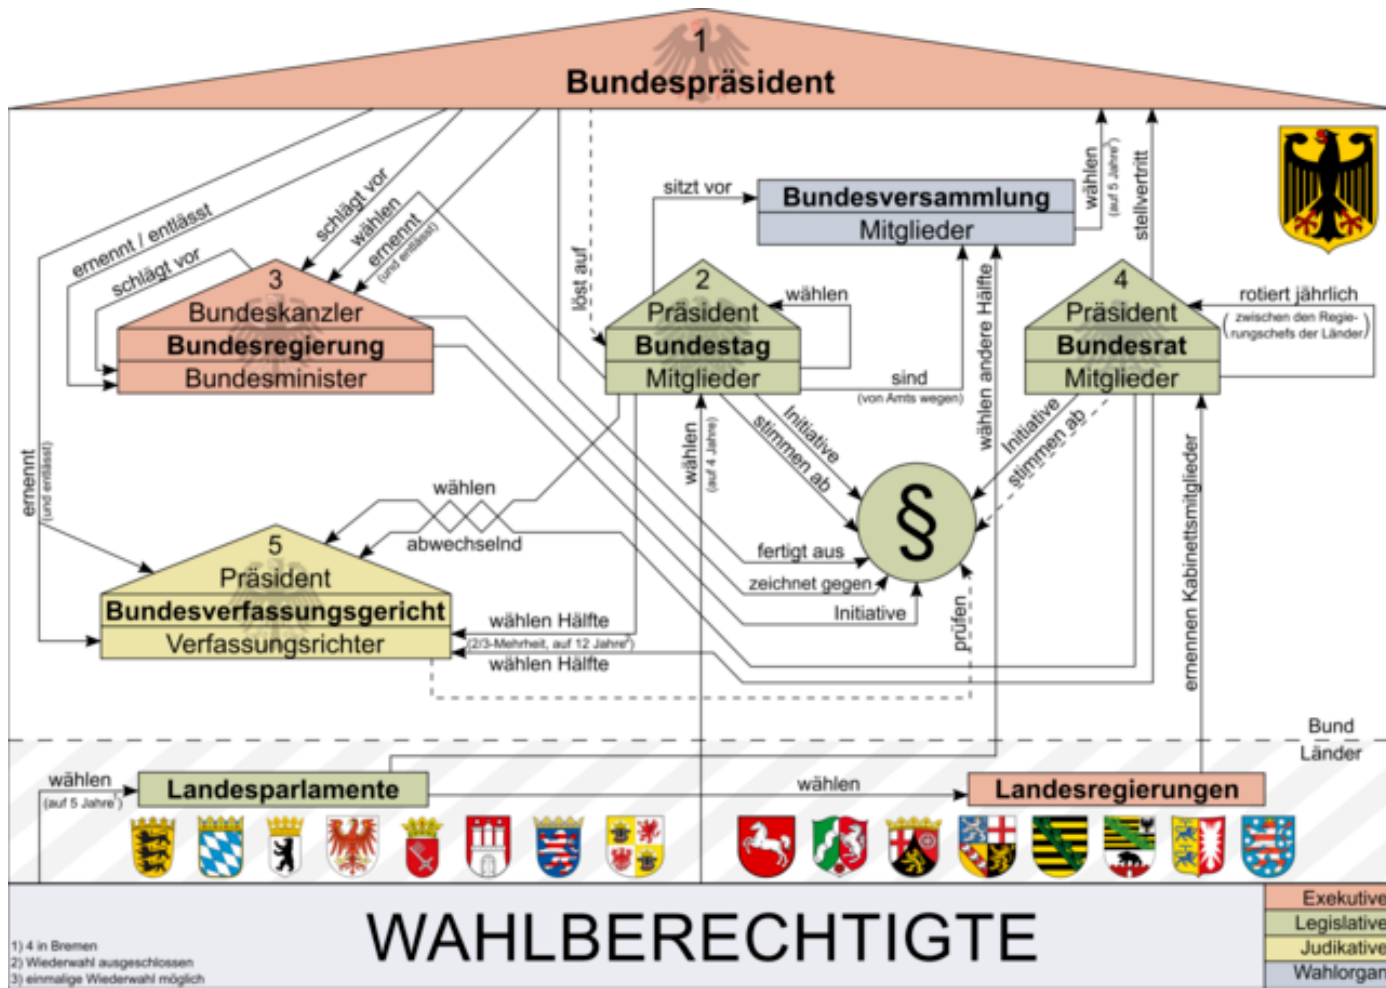 1
Bundespräsident
schlägt vor
wählen
ernennt
(und entlässt)
ernennt / entlässt
schlägt vor
löst auf
sitzt vor
Bundesversammlung
Mitglieder
wählen
(auf 5 Jahre³)
stellvertritt
3
Bundeskanzler
Bundesregierung
Bundesminister
2
Präsident
Bundestag
Mitglieder
wählen
sind
(von Amts wegen)
wählen andere Hälfte
4
Präsident
Bundesrat
Mitglieder
rotiert jährlich
(zwischen den Regie-
rungschefs der Länder)
Initiative
stimmen ab
Initiative
stimmen ab
§
wählen
(auf 4 Jahre)
ernennt
(und entlässt)
wählen
abwechselnd
5
Präsident
Bundesverfassungsgericht
Verfassungsrichter
fertigt aus
zeichnet gegen
Initiative
prüfen
wählen Hälfte
(2/3-Mehrheit, auf 12 Jahre²)
wählen Hälfte
ernennen Kabinettsmitglieder
Bund
Länder
wählen
(auf 5 Jahre¹)
Landesparlamente
wählen
Landesregierungen
WAHLBERECHTIGTE
1) 4 in Bremen
2) Wiederwahl ausgeschlossen
3) einmalige Wiederwahl möglich
Exekutive
Legislative
Judikative
Wahlorgan